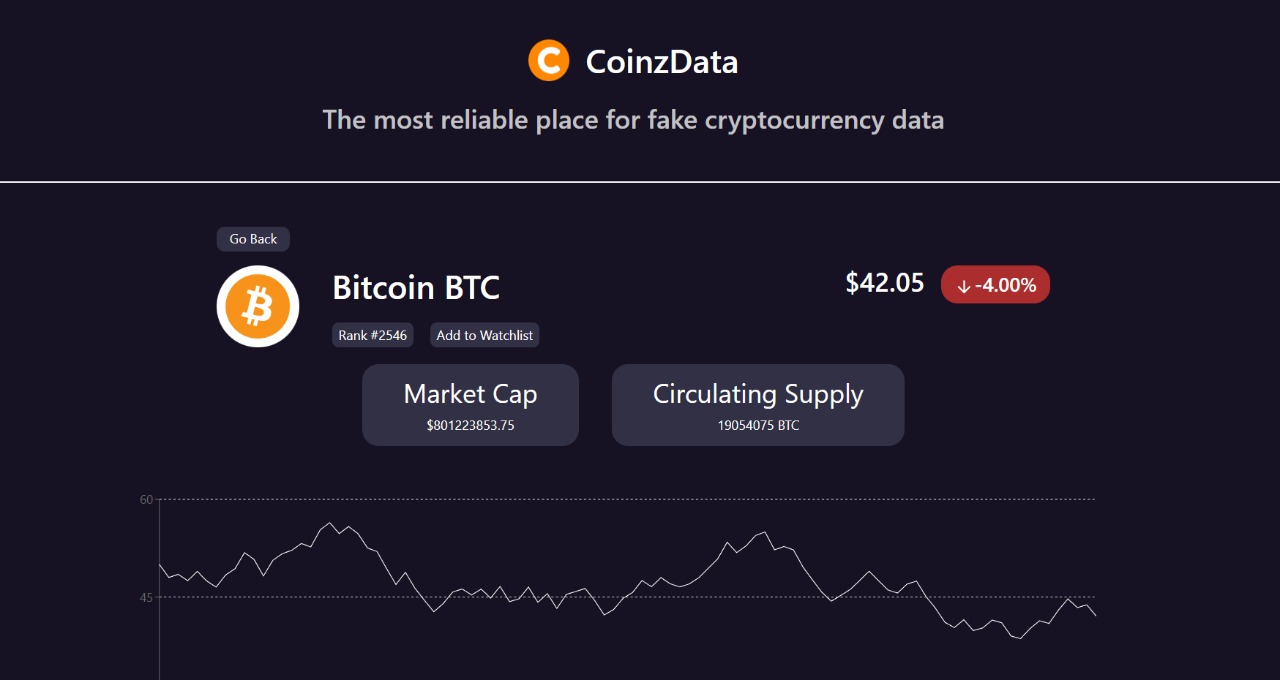 CoinzData
The most reliable place for fake cryptocurrency data
Go Back
Bitcoin BTC
$42.05
↓ -4.00%
Rank #2546
Add to Watchlist
Market Cap
$801223853.75
Circulating Supply
19054075 BTC
60
45